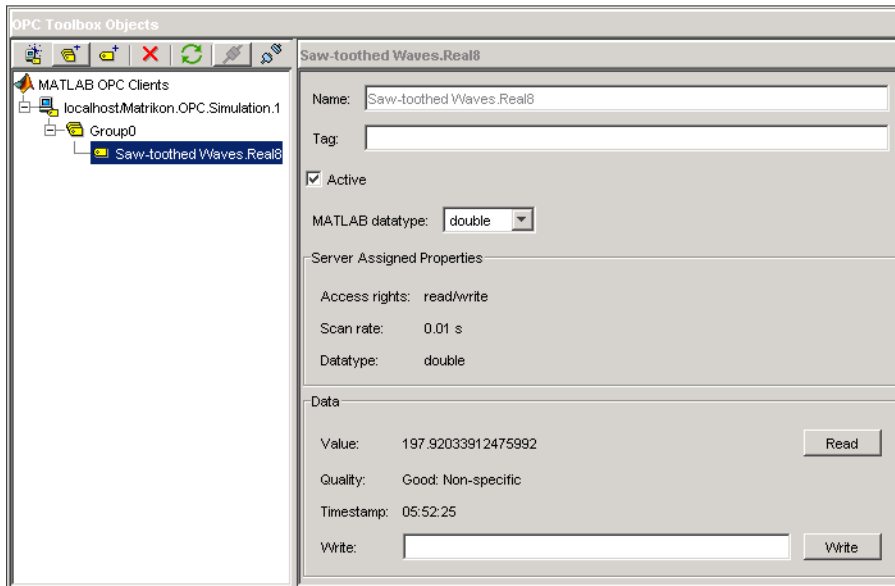 OPC Toolbox Objects
Saw-toothed Waves.Real8
MATLAB OPC Clients
localhost/Matrikon.OPC.Simulation.1
Group0
Saw-toothed Waves.Real8
Name: Saw-toothed Waves.Real8
Tag:
Active
MATLAB datatype: double
Server Assigned Properties
Access rights: read/write
Scan rate: 0.01 s
Datatype: double
Data
Value: 197.92033912475992 Read
Quality: Good: Non-specific
Timestamp: 05:52:25
Write: Write